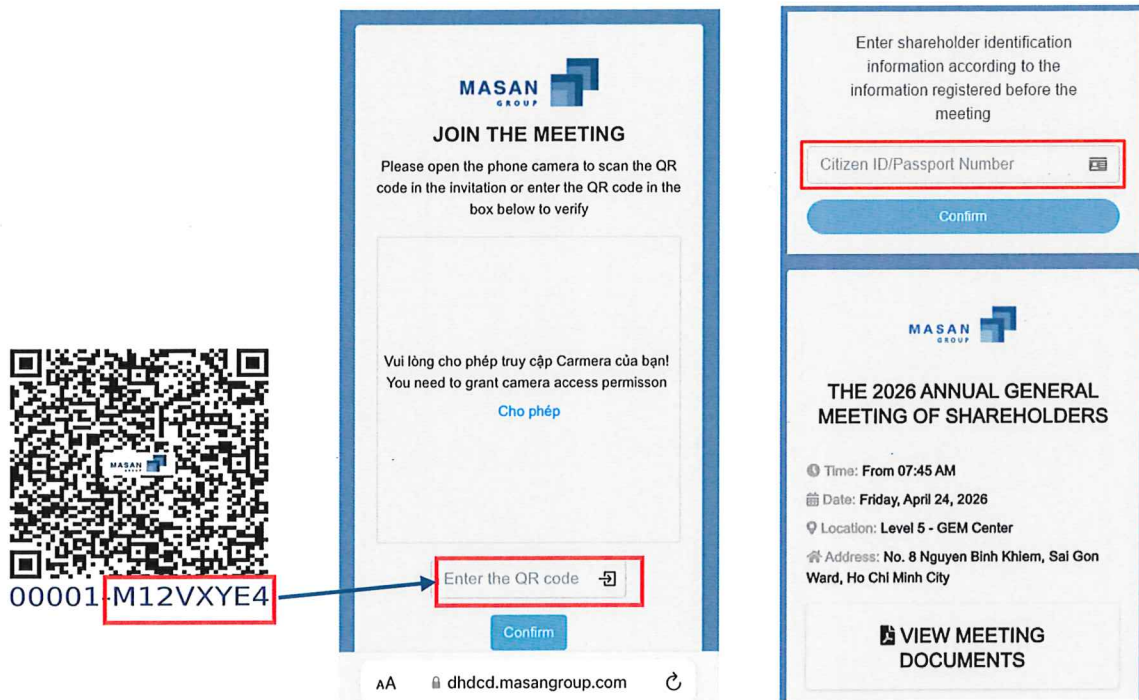 MASAN
00001-M12VXYE4
MASAN
GROUP
JOIN THE MEETING
Please open the phone camera to scan the QR
code in the invitation or enter the QR code in the
box below to verify
Vui lòng cho phép truy cập Carmera của bạn!
You need to grant camera access permisson
Cho phép
Enter the QR code
Confirm
AA
dhdcd.masangroup.com
Enter shareholder identification
information according to the
information registered before the
meeting
Citizen ID/Passport Number
Confirm
MASAN
GROUP
THE 2026 ANNUAL GENERAL
MEETING OF SHAREHOLDERS
Time: From 07:45 AM
Date: Friday, April 24, 2026
Location: Level 5 - GEM Center
Address: No. 8 Nguyen Binh Khiem, Sai Gon
Ward, Ho Chi Minh City
VIEW MEETING
DOCUMENTS